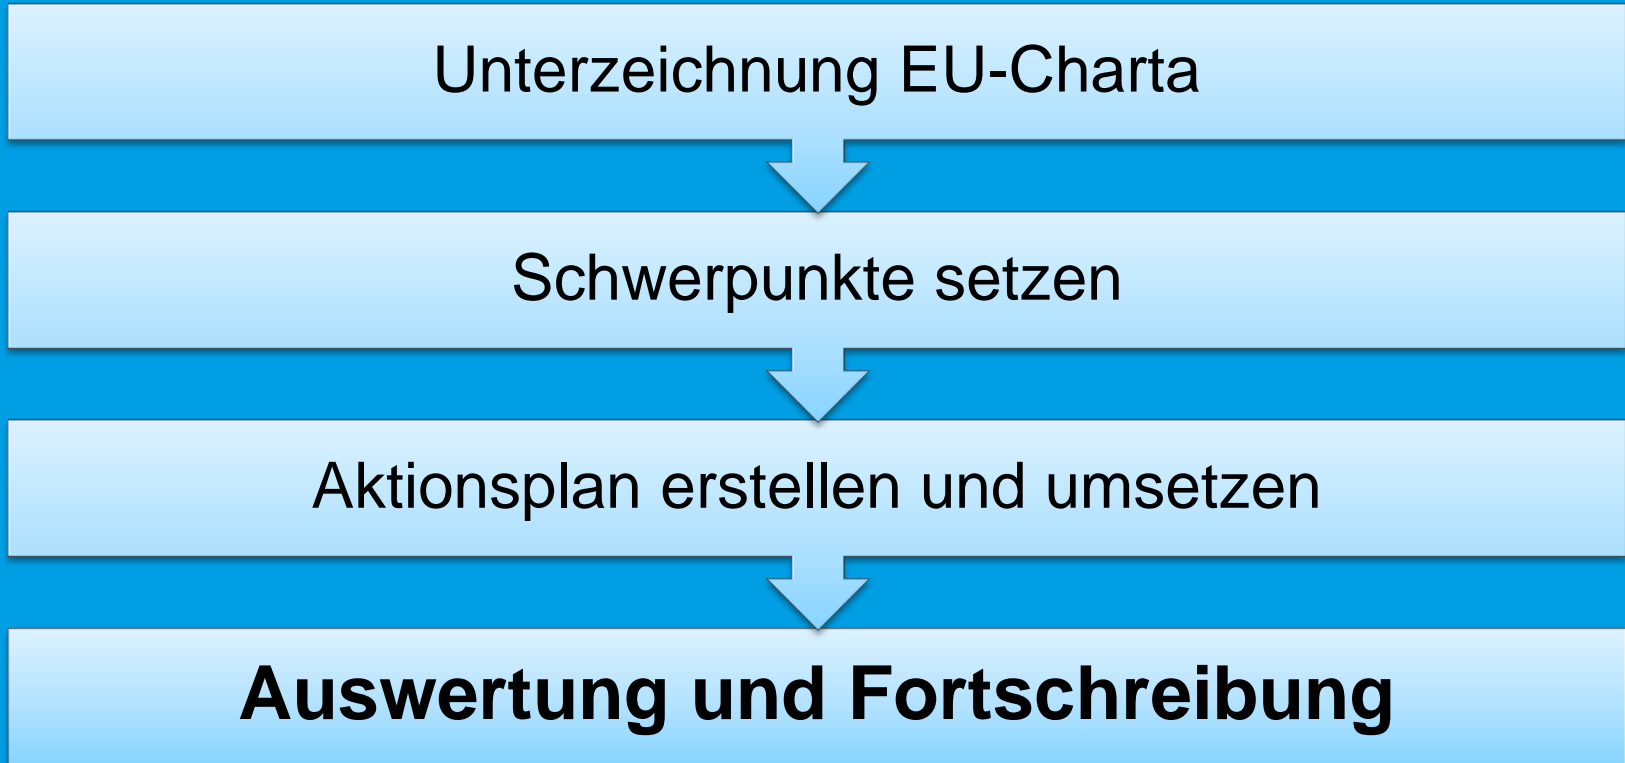 Unterzeichnung EU-Charta
Schwerpunkte setzen
Aktionsplan erstellen und umsetzen
Auswertung und Fortschreibung